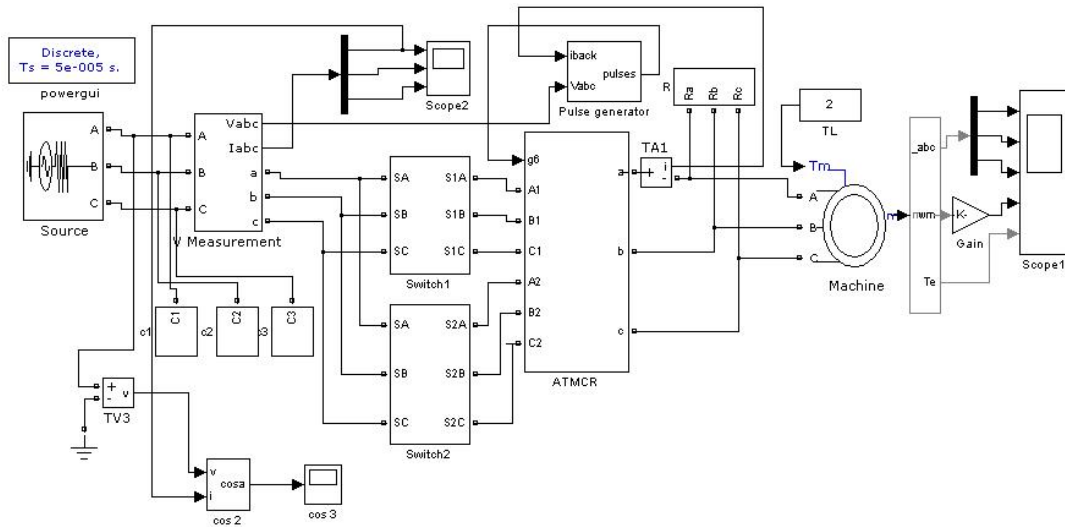 Discrete,
Ts = 5e-005 s.
powergui
A
B
C
Source
A
B
C
Vabc
Iabc
a
b
c
V Measurement
Scope2
iback
Vabc
pulses
Pulse generator
R
Ra
Rb
Rc
2
TL
TA1
+
-
i
SA
SB
SC
S1A
S1B
S1C
Switch1
SA
SB
SC
S2A
S2B
S2C
Switch2
g6
A1
B1
C1
A2
B2
C2
a
b
c
ATMCR
Tm
A
B
C
m
Machine
_abc
wm
Te
K-
Gain
Scope1
c1
C1
c2
C2
c3
C3
+
-
v
TV3
v
i
cosa
cos 2
cos 3